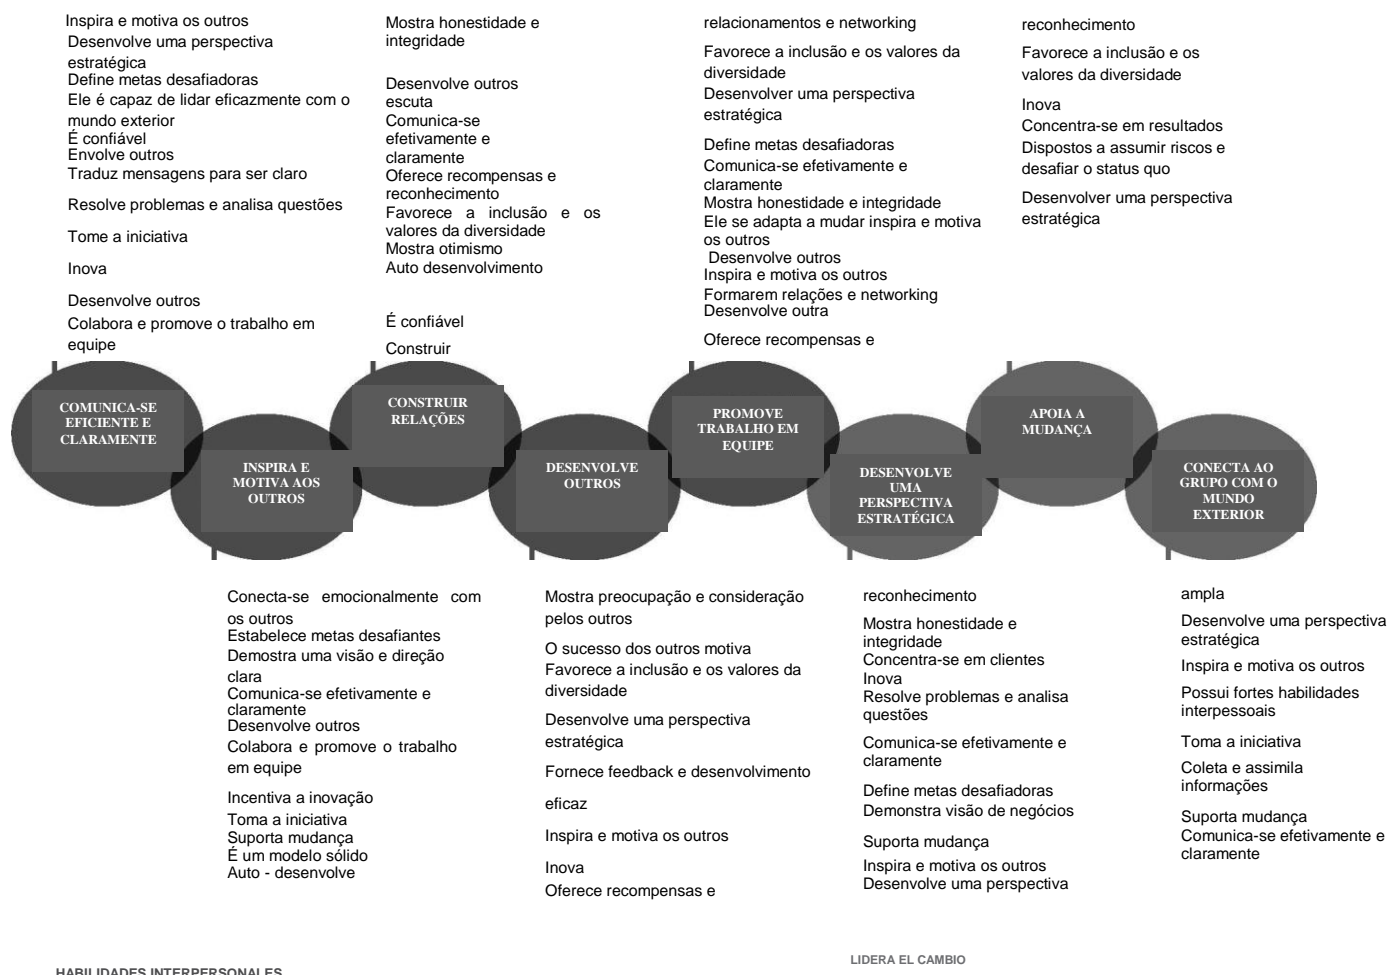 Inspira e motiva os outros
Desenvolve uma perspectiva
estratégica
Define metas desafiadoras
Ele é capaz de lidar eficazmente com o
mundo exterior
É confiável
Envolve outros
Traduz mensagens para ser claro
Resolve problemas e analisa questões
Tome a iniciativa
Inova
Desenvolve outros
Colabora e promove o trabalho em
equipe
Mostra honestidade e
integridade
Desenvolve outros
escuta
Comunica-se
efetivamente e
claramente
Oferece recompensas e
reconhecimento
Favorece a inclusão e os
valores da diversidade
Mostra otimismo
Auto desenvolvimento
É confiável
Construir
relacionamentos e networking
Favorece a inclusão e os valores da
diversidade
Desenvolver uma perspectiva
estratégica
Define metas desafiadoras
Comunica-se efetivamente e
claramente
Mostra honestidade e integridade
Ele se adapta a mudar inspira e motiva
os outros
Desenvolve outros
Inspira e motiva os outros
Formarem relações e networking
Desenvolve outra
Oferece recompensas e
reconhecimento
Favorece a inclusão e os
valores da diversidade
Inova
Concentra-se em resultados
Dispostos a assumir riscos e
desafiar o status quo
Desenvolver uma perspectiva
estratégica
COMUNICA-SE
EFICIENTE E
CLARAMENTE
INSPIRA E
MOTIVA AOS
OUTROS
CONSTRUIR
RELAÇÕES
DESENVOLVE
OUTROS
PROMOVE
TRABALHO EM
EQUIPE
DESENVOLVE
UMA
PERSPECTIVA
ESTRATÉGICA
APOIA A
MUDANÇA
CONECTA AO
GRUPO COM O
MUNDO
EXTERIOR
Conecta-se emocionalmente com
os outros
Estabelece metas desafiantes
Demostra uma visão e direção
clara
Comunica-se efetivamente e
claramente
Desenvolve outros
Colabora e promove o trabalho
em equipe
Incentiva a inovação
Toma a iniciativa
Suporta mudança
É um modelo sólido
Auto - desenvolve
Mostra preocupação e consideração
pelos outros
O sucesso dos outros motiva
Favorece a inclusão e os valores da
diversidade
Desenvolve uma perspectiva
estratégica
Fornece feedback e desenvolvimento
eficaz
Inspira e motiva os outros
Inova
Oferece recompensas e
reconhecimento
Mostra honestidade e
integridade
Concentra-se em clientes
Inova
Resolve problemas e analisa
questões
Comunica-se efetivamente e
claramente
Define metas desafiadoras
Demonstra visão de negócios
Suporta mudança
Inspira e motiva os outros
Desenvolve uma perspectiva
ampla
Desenvolve uma perspectiva
estratégica
Inspira e motiva os outros
Possui fortes habilidades
interpessoais
Toma a iniciativa
Coleta e assimila
informações
Suporta mudança
Comunica-se efetivamente e
claramente
LIDERA EL CAMBIO
HABILIDADES INTERPERSONALES